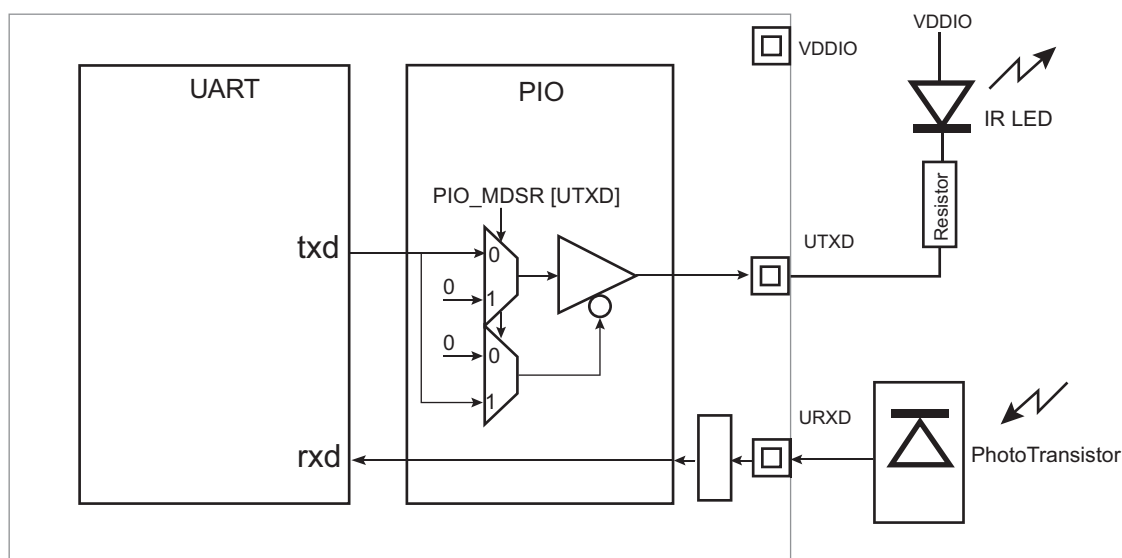 VDDIO
VDDIO
UART
PIO
IR LED
PIO_MDSR [UTXD]
Resistor
txd
0
UTXD
0
1
0
0
1
URXD
rxd
PhotoTransistor